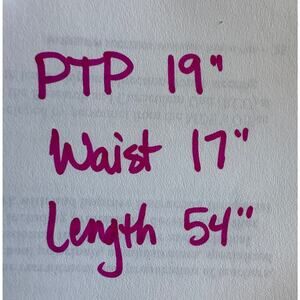 PTP 19"
Waist 17"
Length 54"